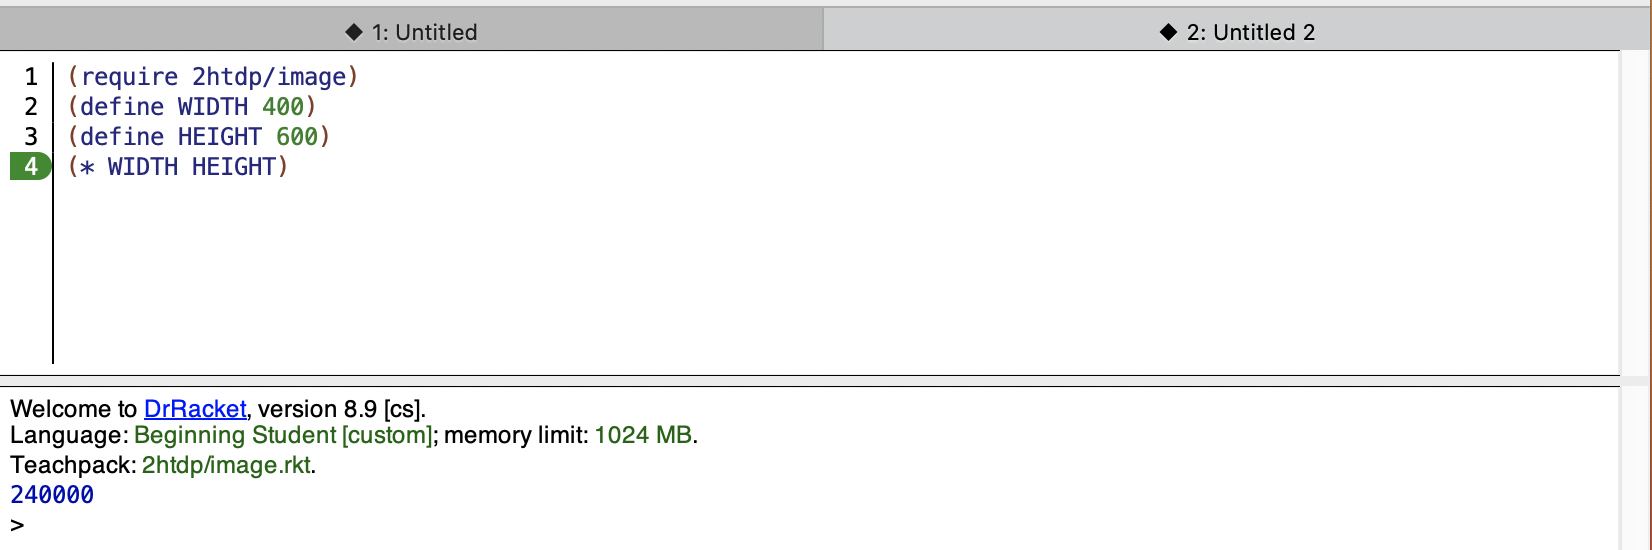 ◆ 1: Untitled
◆ 2: Untitled 2
1 (require 2htdp/image)
2 (define WIDTH 400)
3 (define HEIGHT 600)
4 (* WIDTH HEIGHT)
Welcome to DrRacket, version 8.9 [cs].
Language: Beginning Student [custom]; memory limit: 1024 MB.
Teachpack: 2htdp/image.rkt.
240000
>